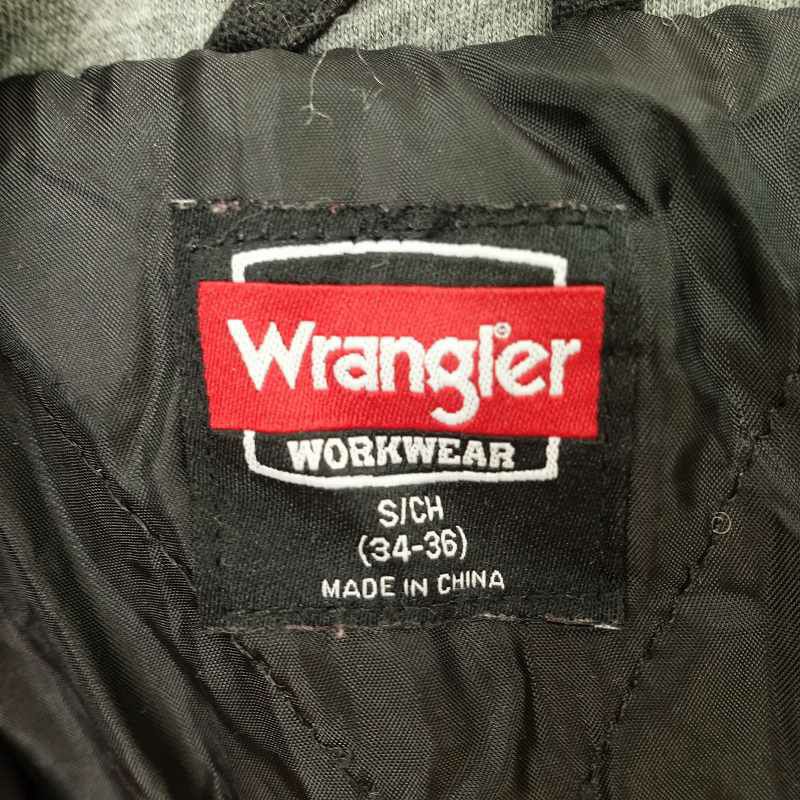 Wrangler®
WORKWEAR
S/CH
(34-36)
MADE IN CHINA